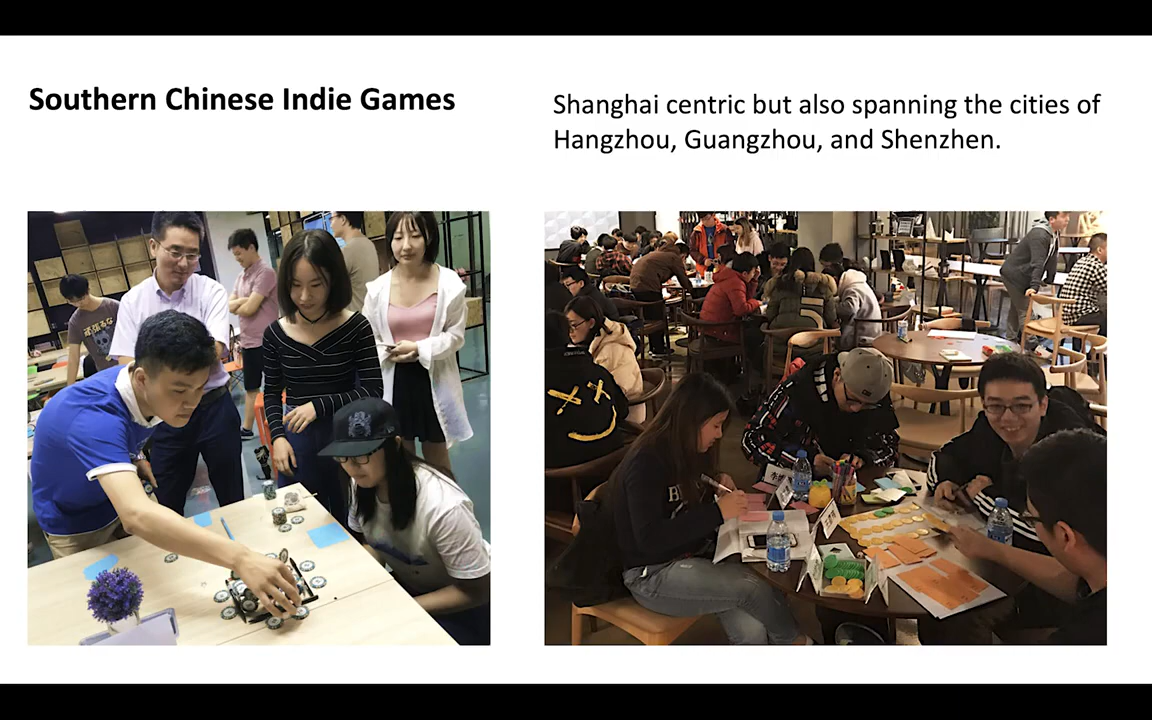 Southern Chinese Indie Games
Shanghai centric but also spanning the cities of
Hangzhou, Guangzhou, and Shenzhen.